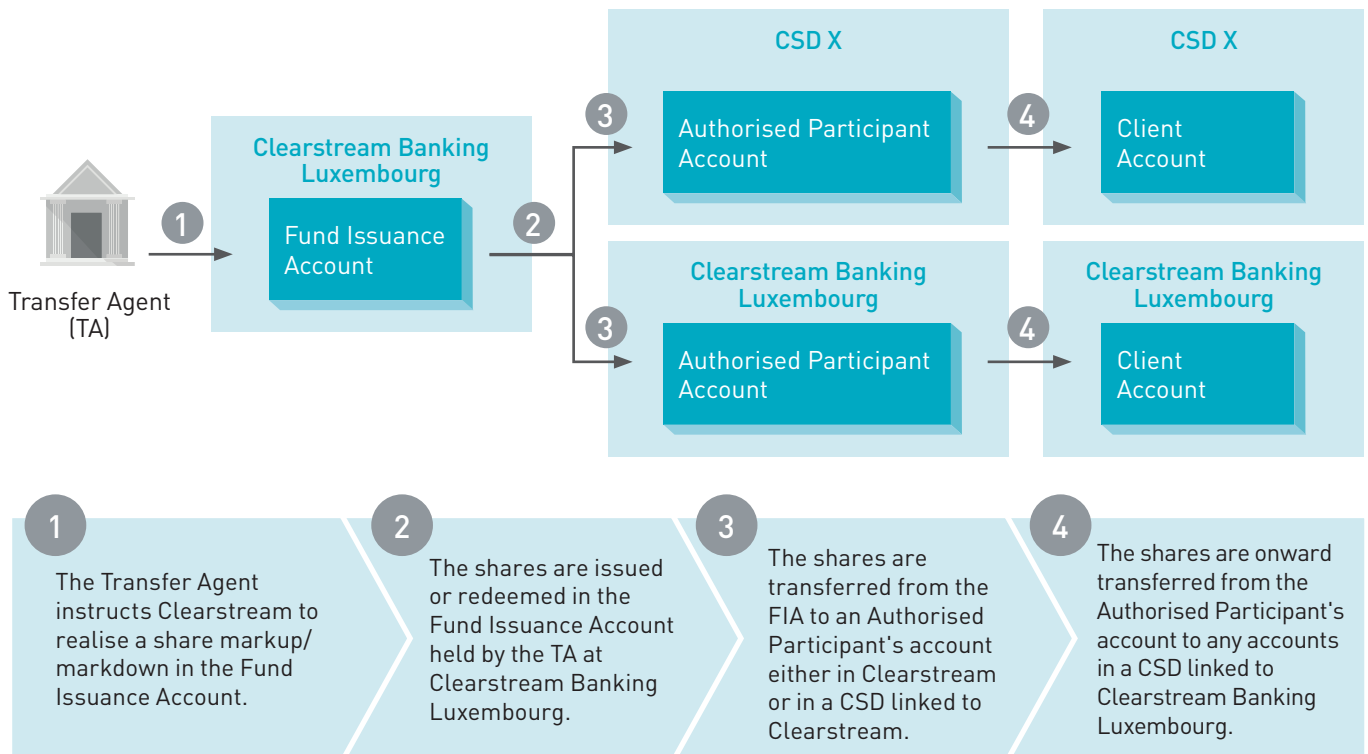 CSD X
CSD X
3
Authorised Participant
Account
4
Client
Account
Clearstream Banking
Luxembourg
1
Fund Issuance
Account
2
Transfer Agent
(TA)
Clearstream Banking
Luxembourg
3
Authorised Participant
Account
Clearstream Banking
Luxembourg
4
Client
Account
1
The Transfer Agent
instructs Clearstream to
realise a share markup/
markdown in the Fund
Issuance Account.
2
The shares are issued
or redeemed in the
Fund Issuance Account
held by the TA at
Clearstream Banking
Luxembourg.
3
The shares are
transferred from the
FIA to an Authorised
Participant's account
either in Clearstream
or in a CSD linked to
Clearstream.
4
The shares are onward
transferred from the
Authorised Participant's
account to any accounts
in a CSD linked to
Clearstream Banking
Luxembourg.